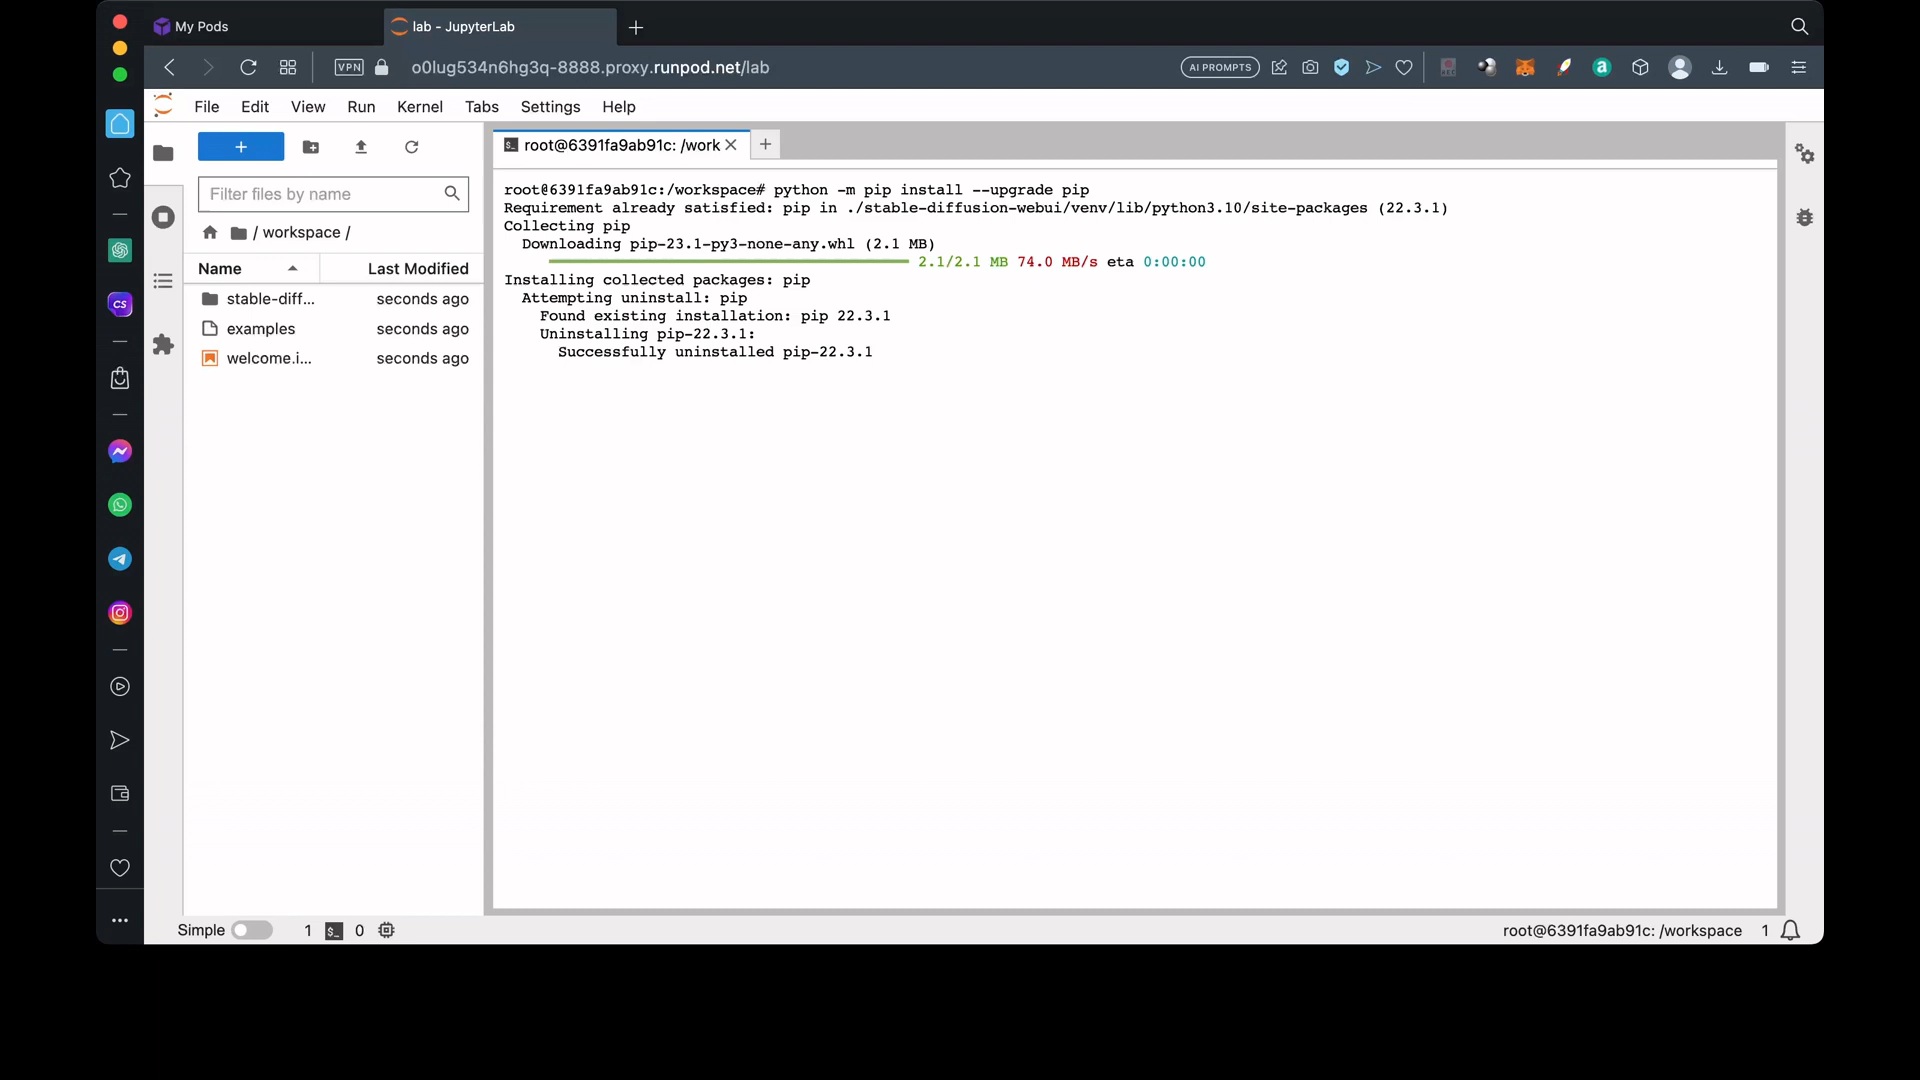 My Pods
lab - JupyterLab
VPN
o0lug534n6hg3q-8888.proxy.runpod.net/lab
AI PROMPTS
File Edit View Run Kernel Tabs Settings Help
root@6391fa9ab91c: /work
Filter files by name
/ workspace /
Name Last Modified
stable-diff... seconds ago
examples seconds ago
welcome.i... seconds ago
root@6391fa9ab91c:/workspace# python -m pip install --upgrade pip
Requirement already satisfied: pip in ./stable-diffusion-webui/venv/lib/python3.10/site-packages (22.3.1)
Collecting pip
Downloading pip-23.1-py3-none-any.whl (2.1 MB)
2.1/2.1 MB 74.0 MB/s eta 0:00:00
Installing collected packages: pip
Attempting uninstall: pip
Found existing installation: pip 22.3.1
Uninstalling pip-22.3.1:
Successfully uninstalled pip-22.3.1
CS
Simple 1 $_ 0
root@6391fa9ab91c: /workspace 1